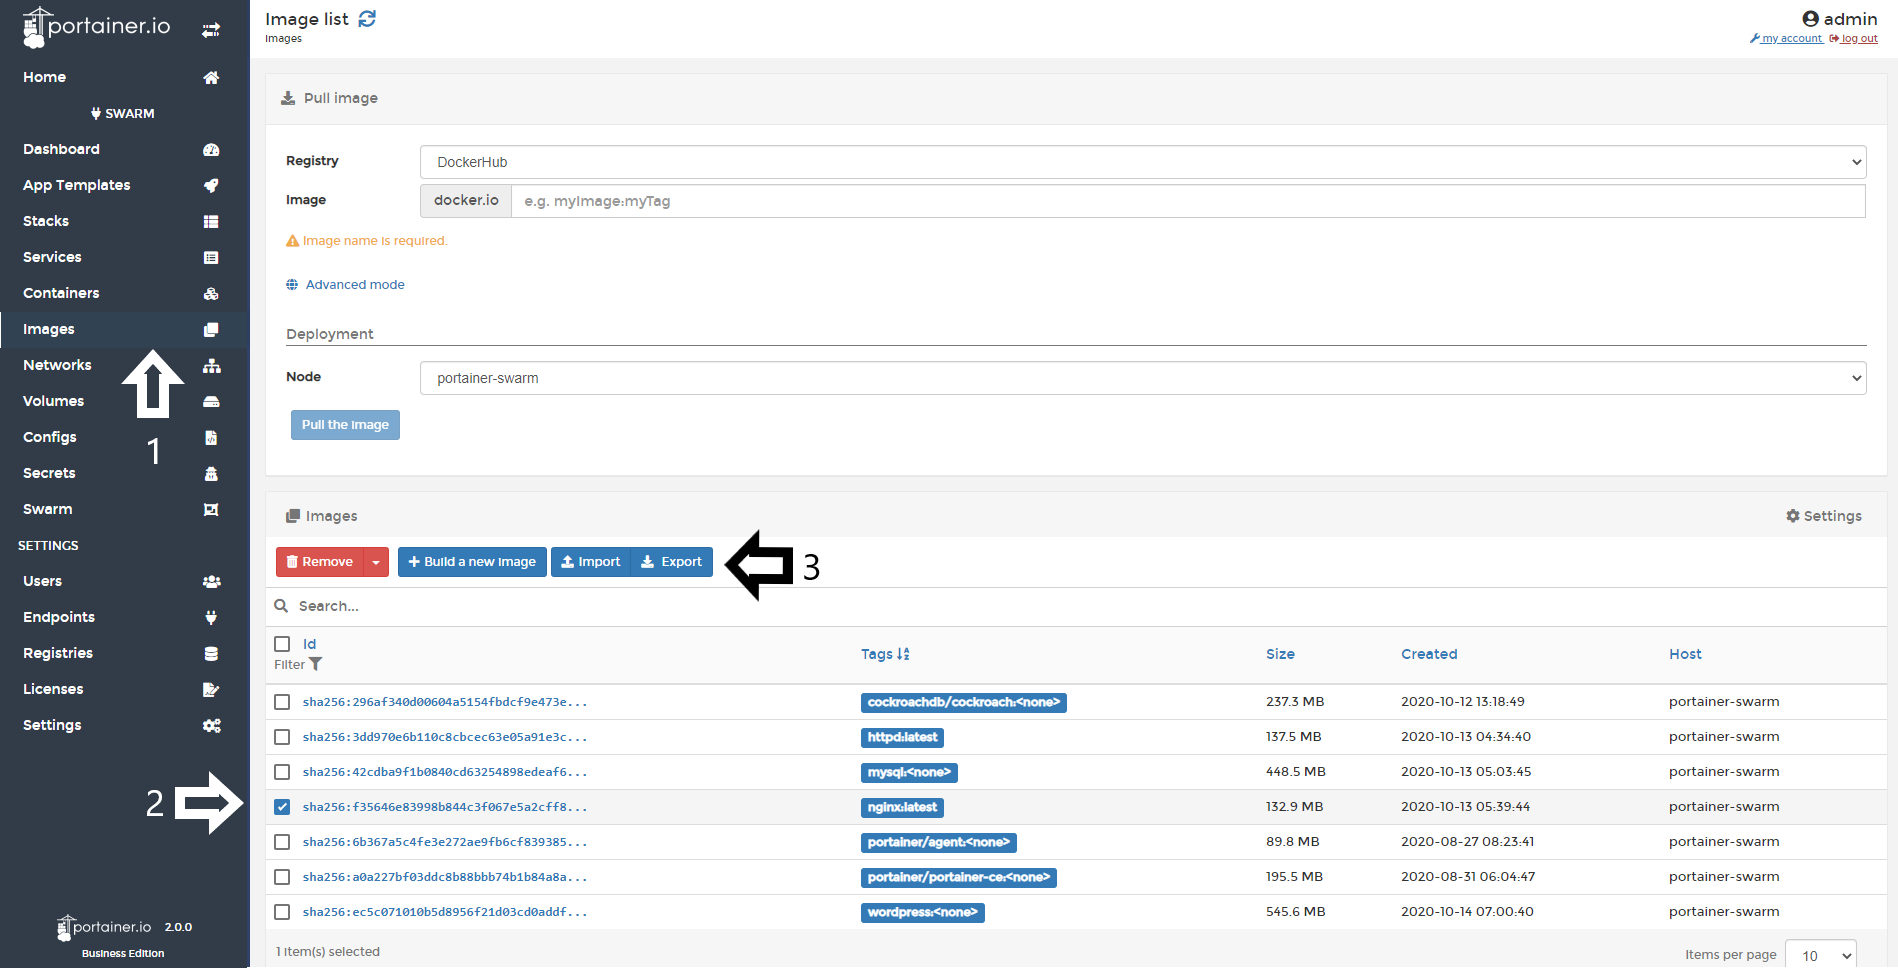 portainer.io
Home
SWARM
Dashboard
App Templates
Stacks
Services
Containers
Images
Networks
Volumes
1
Configs
Secrets
Swarm
SETTINGS
Users
Endpoints
Registries
Licenses
Settings
2
portainer.io 2.0.0
Business Edition
Image list
Images
admin
my account log out
Pull image
Registry DockerHub
Image docker.io e.g. myImage:myTag
Image name is required.
Advanced mode
Deployment
Node portainer-swarm
Pull the image
Images Settings
Remove + Build a new image Import Export 3
Search...
Id Tags Size Created Host
Filter
sha256:296af340d00604a5154fbdcf9e473e... cockroachdb/cockroach:<none> 237.3 MB 2020-10-12 13:18:49 portainer-swarm
sha256:3dd970e6b110c8cbcec63e05a91e3c... httpd:latest 137.5 MB 2020-10-13 04:34:40 portainer-swarm
sha256:42cdba9f1b0840cd63254898edeaf6... mysql:<none> 448.5 MB 2020-10-13 05:03:45 portainer-swarm
sha256:f35646e83998b844c3f067e5a2cff8... nginx:latest 132.9 MB 2020-10-13 05:39:44 portainer-swarm
sha256:6b367a5c4fe3e272ae9fb6cf839385... portainer/agent:<none> 89.8 MB 2020-08-27 08:23:41 portainer-swarm
sha256:a0a227bf03ddc8b88bbb74b1b84a8a... portainer/portainer-ce:<none> 195.5 MB 2020-08-31 06:04:47 portainer-swarm
sha256:ec5c071010b5d8956f21d03cd0addf... wordpress:<none> 545.6 MB 2020-10-14 07:00:40 portainer-swarm
1 item(s) selected
Items per page 10